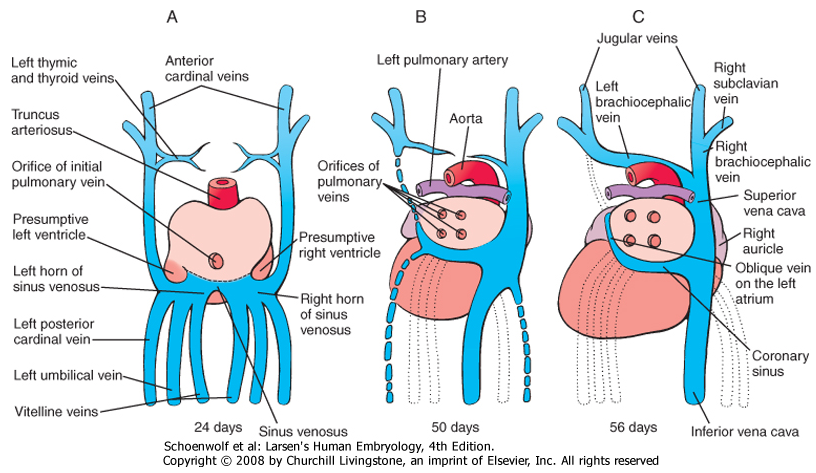 A
B
C
Left thymic
and thyroid veins
Anterior
cardinal veins
Truncus
arteriosus
Orifice of initial
pulmonary vein
Presumptive
left ventricle
Presumptive
right ventricle
Left horn of
sinus venosus
Right horn
of sinus
venosus
Left posterior
cardinal vein
Left umbilical vein
Vitelline veins
24 days
Sinus venosus
Left pulmonary artery
Aorta
Orifices of
pulmonary
veins
50 days
Jugular veins
Left
brachiocephalic
vein
Right
subclavian
vein
Right
brachiocephalic
vein
Superior
vena cava
Right
auricle
Oblique vein
on the left
atrium
Coronary
sinus
56 days
Inferior vena cava
Schoenwolf et al: Larsen's Human Embryology, 4th Edition.
Copyright © 2008 by Churchill Livingstone, an imprint of Elsevier, Inc. All rights reserved